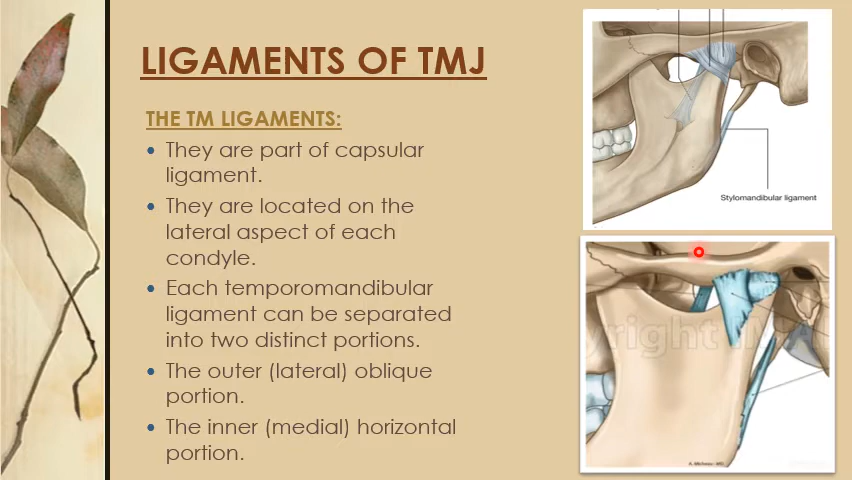 LIGAMENTS OF TMJ
THE TM LIGAMENTS:
• They are part of capsular
ligament.
• They are located on the
lateral aspect of each
condyle.
• Each temporomandibular
ligament can be separated
into two distinct portions.
• The outer (lateral) oblique
portion.
• The inner (medial) horizontal
portion.
Stylomandibular ligament